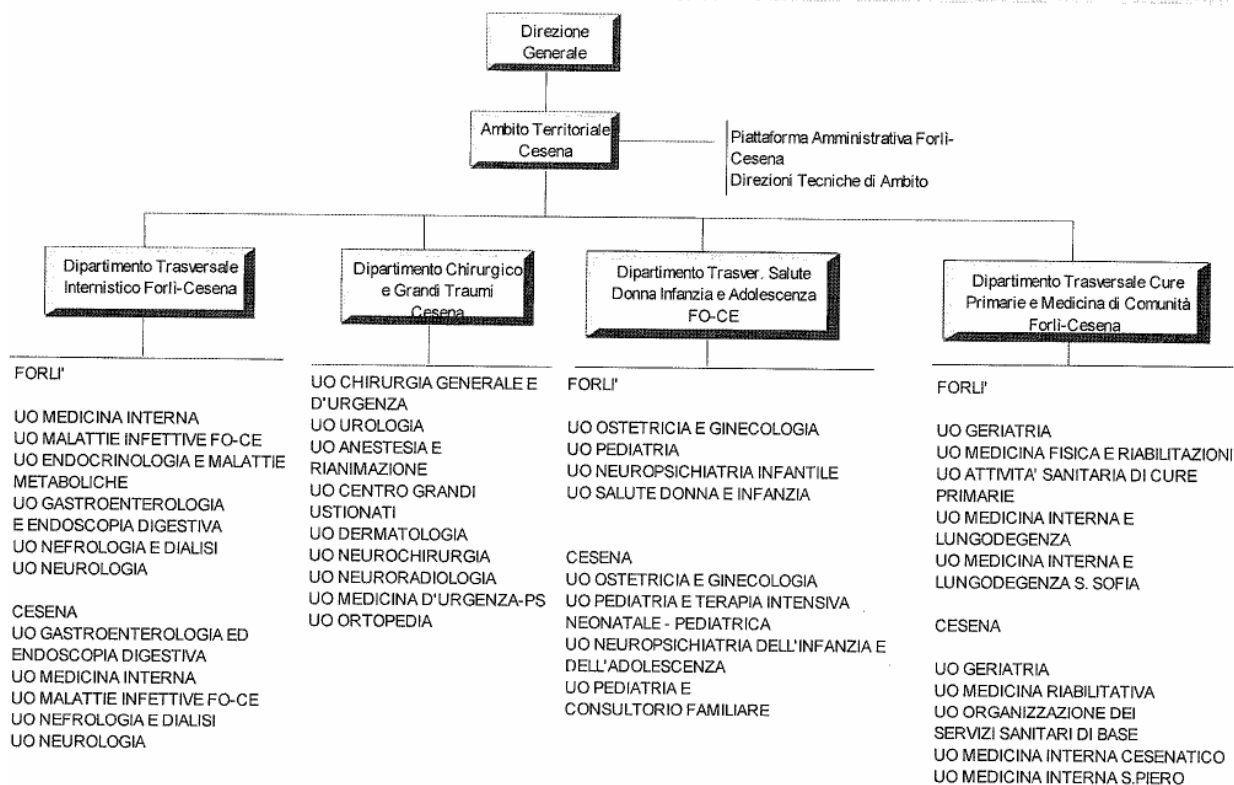 Direzione
Generale
Ambito Territoriale
Cesena
Piattaforma Amministrativa Forlì-
Cesena
Direzioni Tecniche di Ambito
Dipartimento Trasversale
Internistico Forlì-Cesena
Dipartimento Chirurgico
e Grandi Traumi
Cesena
Dipartimento Trasver. Salute
Donna Infanzia e Adolescenza
FO-CE
Dipartimento Trasversale Cure
Primarie e Medicina di Comunità
Forlì-Cesena
FORLI'
UO MEDICINA INTERNA
UO MALATTIE INFETTIVE FO-CE
UO ENDOCRINOLOGIA E MALATTIE
METABOLICHE
UO GASTROENTEROLOGIA
E ENDOSCOPIA DIGESTIVA
UO NEFROLOGIA E DIALISI
UO NEUROLOGIA
CESENA
UO GASTROENTEROLOGIA ED
ENDOSCOPIA DIGESTIVA
UO MEDICINA INTERNA
UO MALATTIE INFETTIVE FO-CE
UO NEFROLOGIA E DIALISI
UO NEUROLOGIA
UO CHIRURGIA GENERALE E
D'URGENZA
UO UROLOGIA
UO ANESTESIA E
RIANIMAZIONE
UO CENTRO GRANDI
USTIONATI
UO DERMATOLOGIA
UO NEUROCHIRURGIA
UO NEURORADIOLOGIA
UO MEDICINA D'URGENZA-PS
UO ORTOPEDIA
FORLI'
UO OSTETRICIA E GINECOLOGIA
UO PEDIATRIA
UO NEUROPSICHIATRIA INFANTILE
UO SALUTE DONNA E INFANZIA
CESENA
UO OSTETRICIA E GINECOLOGIA
UO PEDIATRIA E TERAPIA INTENSIVA
NEONATALE - PEDIATRICA
UO NEUROPSICHIATRIA DELL'INFANZIA E
DELL'ADOLESCENZA
UO PEDIATRIA E
CONSULTORIO FAMILIARE
FORLI'
UO GERIATRIA
UO MEDICINA FISICA E RIABILITAZIONI
UO ATTIVITA' SANITARIA DI CURE
PRIMARIE
UO MEDICINA INTERNA E
LUNGODEGENZA
UO MEDICINA INTERNA E
LUNGODEGENZA S. SOFIA
CESENA
UO GERIATRIA
UO MEDICINA RIABILITATIVA
UO ORGANIZZAZIONE DEI
SERVIZI SANITARI DI BASE
UO MEDICINA INTERNA CESENATICO
UO MEDICINA INTERNA S.PIERO